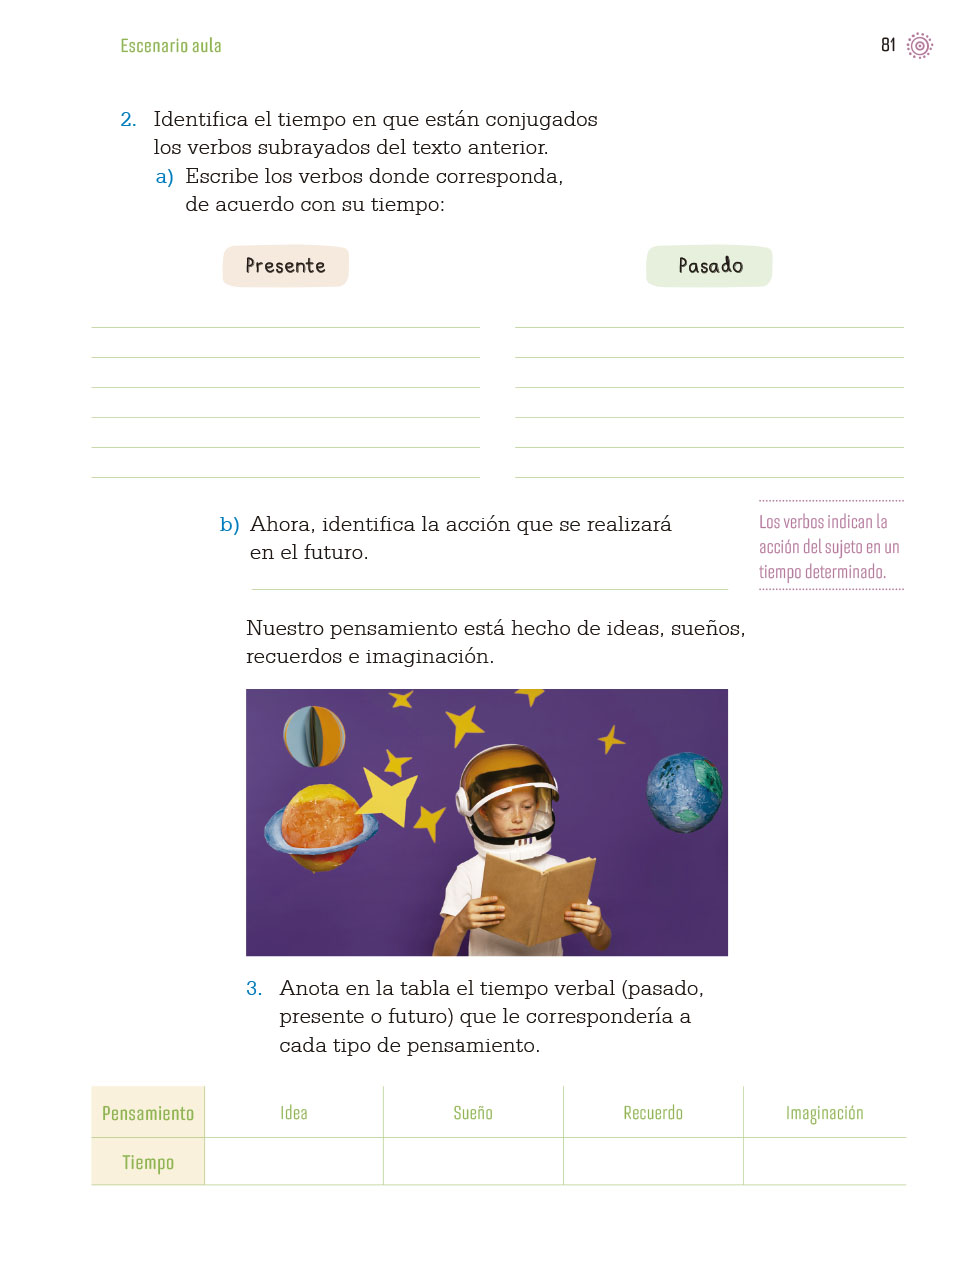 Escenario aula
81
2. Identifica el tiempo en que están conjugados
los verbos subrayados del texto anterior.
a) Escribe los verbos donde corresponda,
de acuerdo con su tiempo:
Presente
Pasado
b) Ahora, identifica la acción que se realizará
en el futuro.
Los verbos indican la
acción del sujeto en un
tiempo determinado.
Nuestro pensamiento está hecho de ideas, sueños,
recuerdos e imaginación.
3. Anota en la tabla el tiempo verbal (pasado,
presente o futuro) que le correspondería a
cada tipo de pensamiento.
Pensamiento Idea Sueño Recuerdo Imaginación
Tiempo